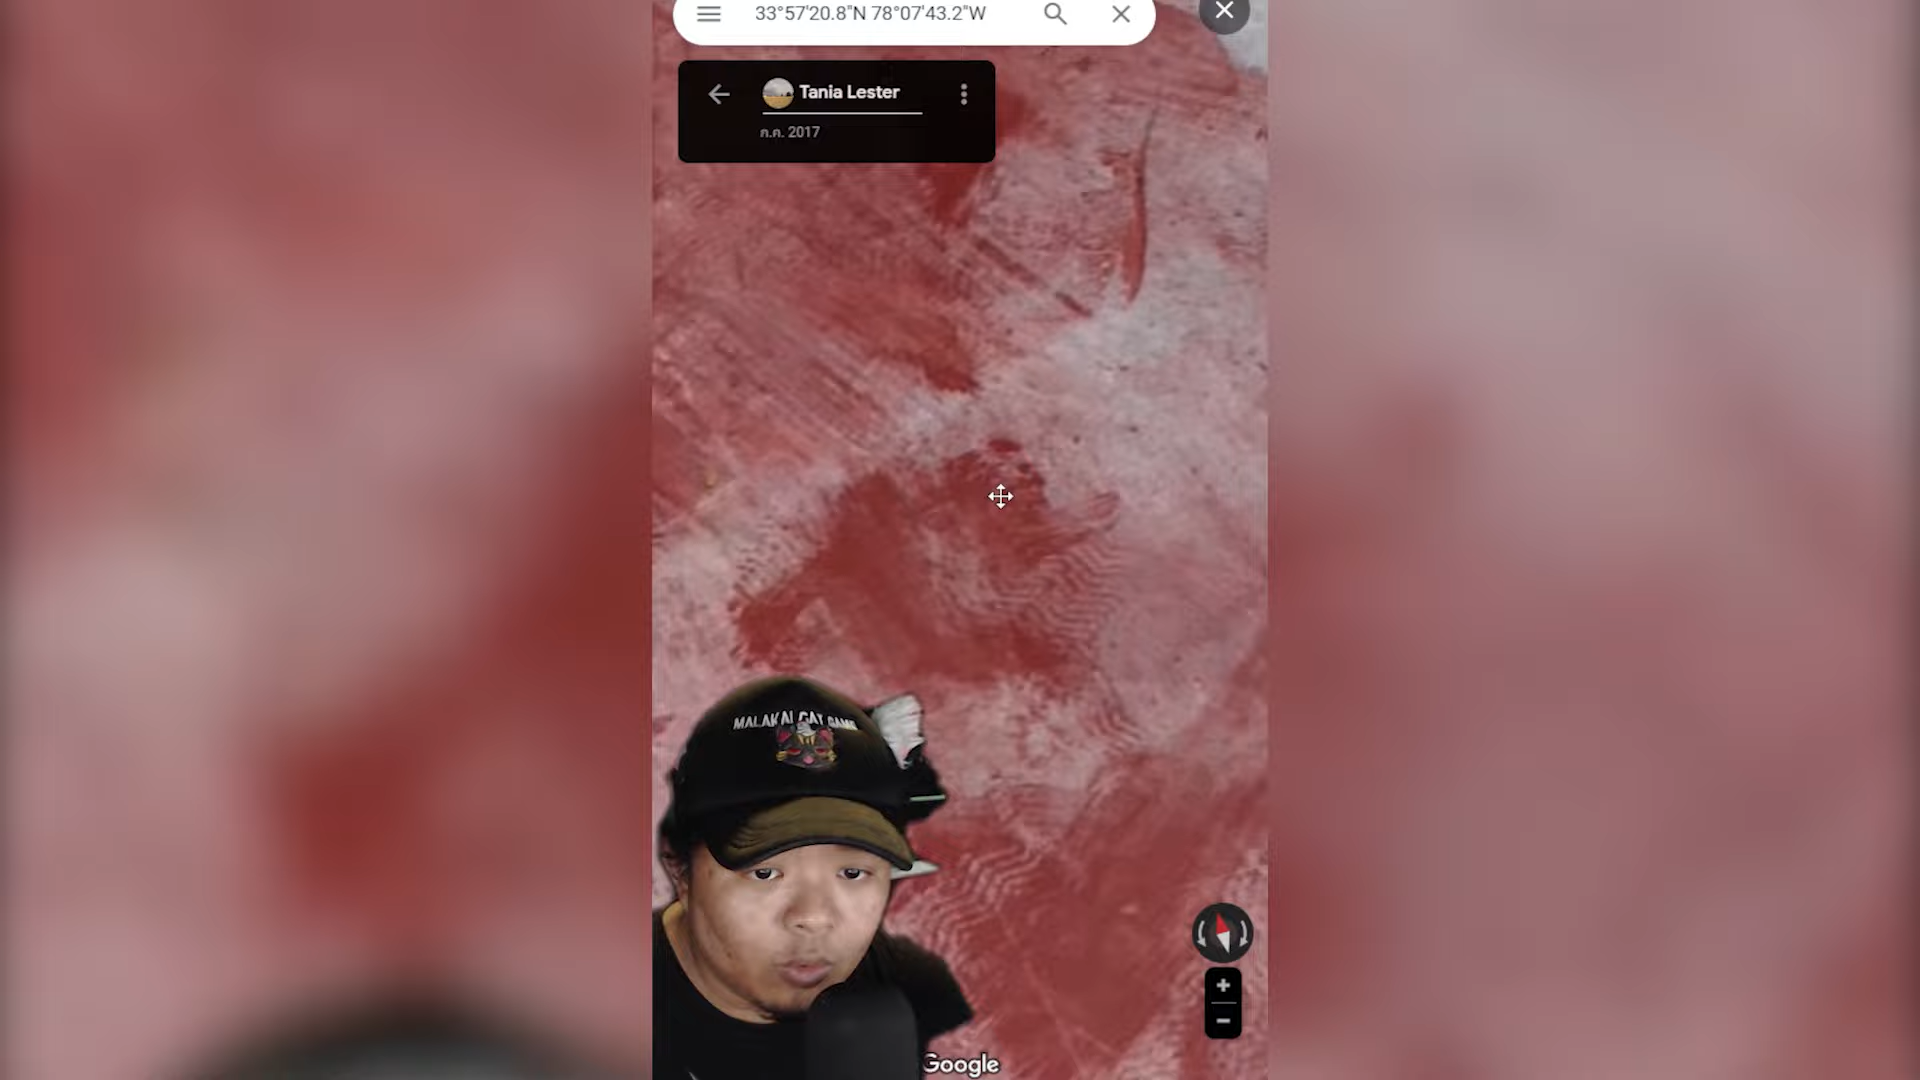 33°57'20.8"N 78°07'43.2"W
Tania Lester
ก.ค. 2017
MALAKAI CAT GAME
Google